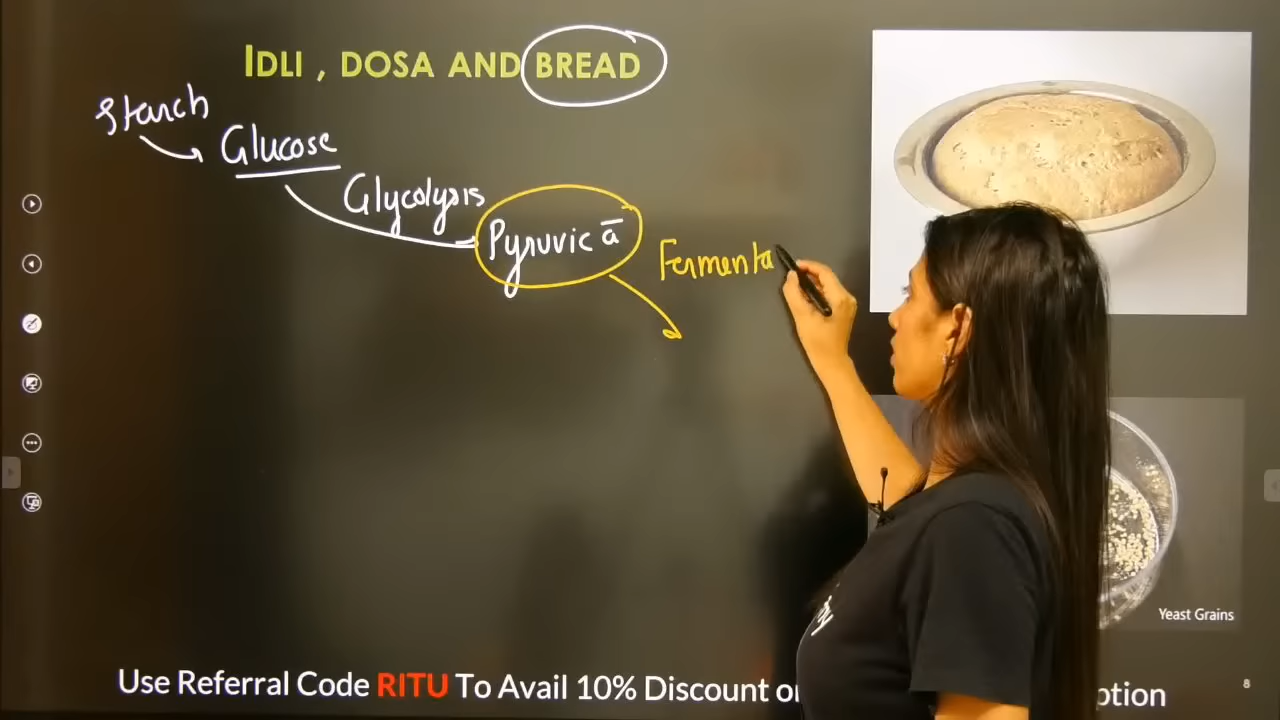 IDLI , DOSA AND BREAD
Starch
Glucose
Glycolysis
Pyruvic ā
Fermenta
Yeast Grains
Use Referral Code RITU To Avail 10% Discount
8